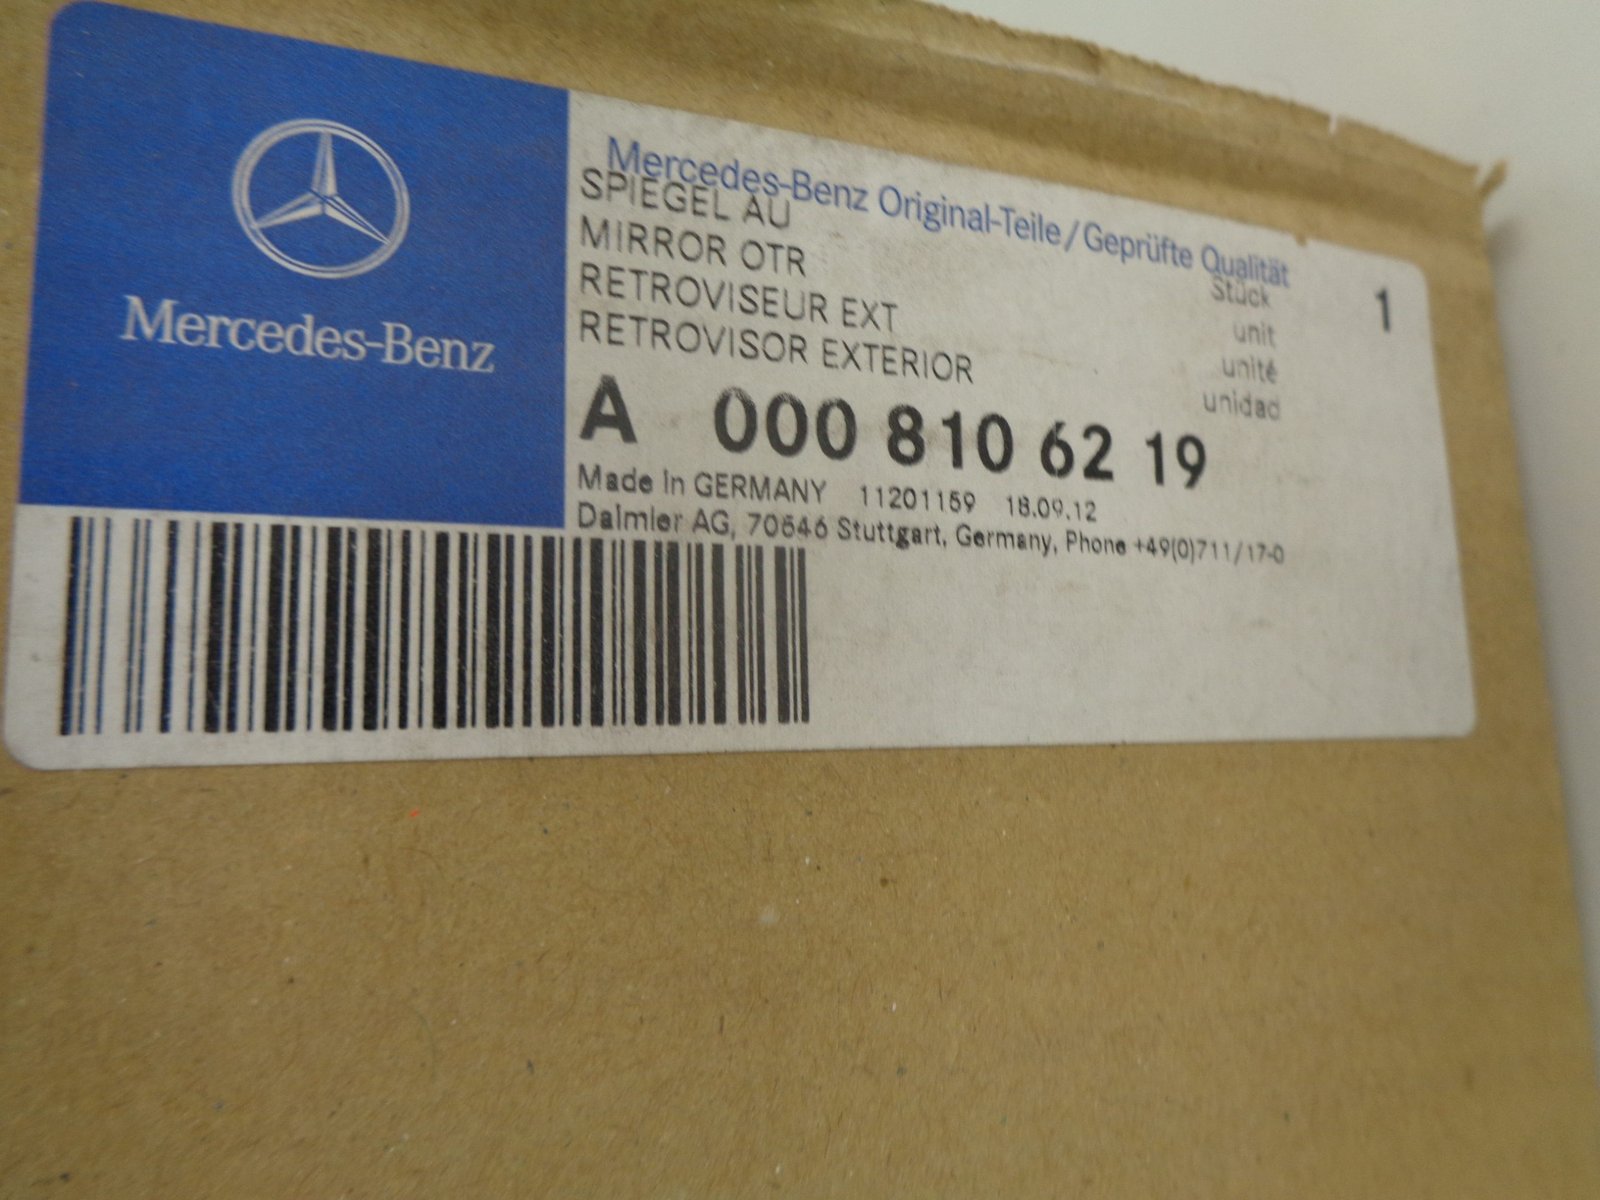 Mercedes-Benz
Mercedes-Benz Original-Teile/Geprüfte Qualität
SPIEGEL AU
MIRROR OTR
RETROVISEUR EXT
RETROVISOR EXTERIOR
Stück 1
unit
unité
unidad
A 000 810 62 19
Made in GERMANY 11201159 18.09.12
Daimler AG, 70546 Stuttgart, Germany, Phone +49(0)711/17-0